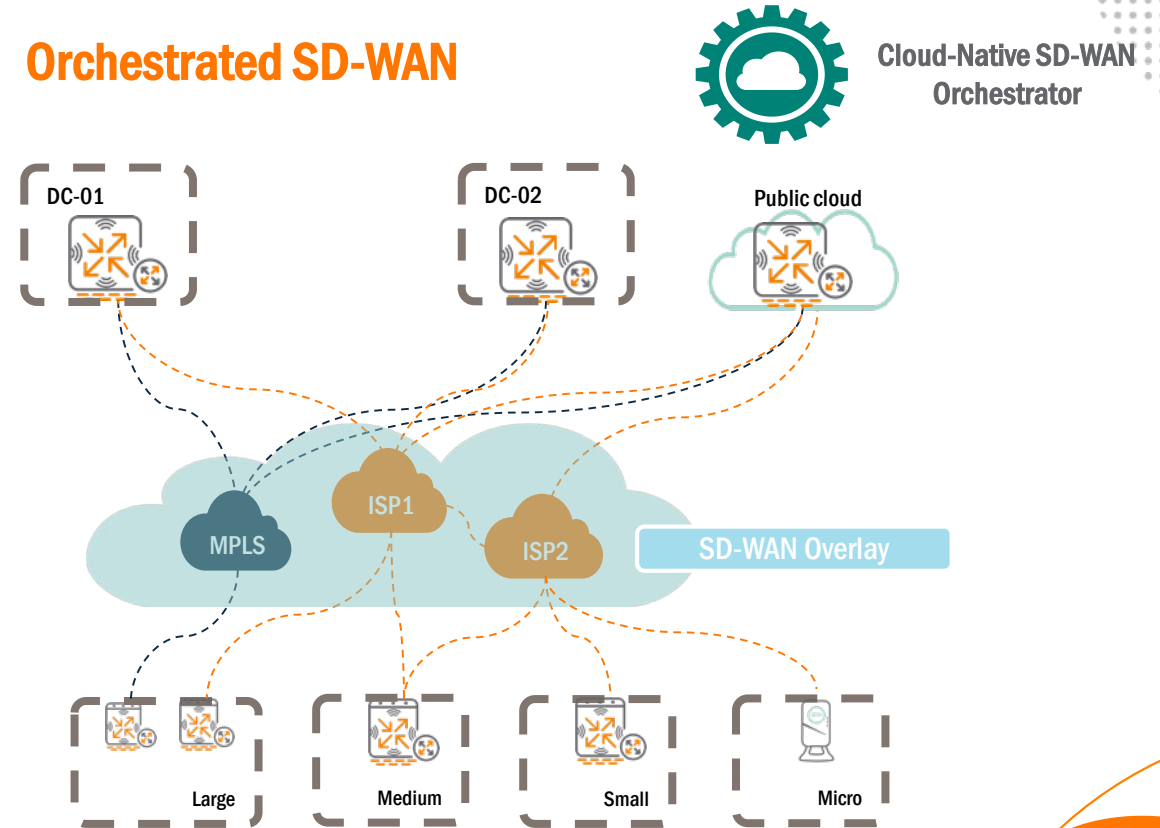 Orchestrated SD-WAN
Cloud-Native SD-WAN
Orchestrator
DC-01
DC-02
Public cloud
ISP1
MPLS
ISP2
SD-WAN Overlay
Large
Medium
Small
Micro